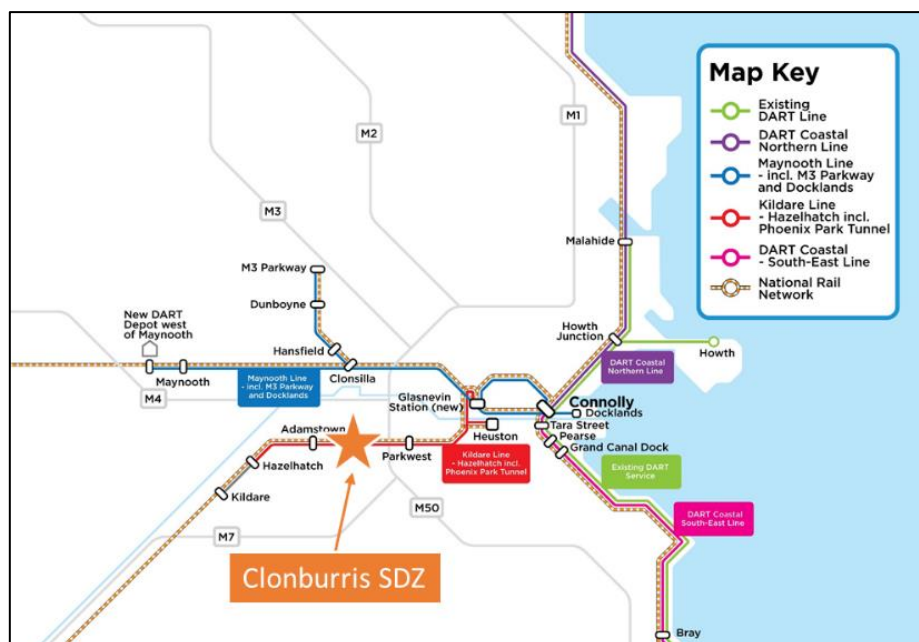 Map Key
Existing
DART Line
DART Coastal
Northern Line
Maynooth Line
- incl. M3 Parkway
and Docklands
Kildare Line
- Hazelhatch incl.
Phoenix Park Tunnel
DART Coastal
- South-East Line
National Rail
Network
M1
M2
M3
Malahide
M3 Parkway
Dunboyne
New DART
Depot west
of Maynooth
Hansfield
Howth
Junction
Howth
Maynooth
Clonsilla
DART Coastal
Northern Line
Maynooth Line
- incl. M3 Parkway
and Docklands
M4
Glasnevin
Station (new)
Connolly
Docklands
Tara Street
Pearse
Heuston
Adamstown
Grand Canal Dock
Hazelhatch
Parkwest
Kildare Line
- Hazelhatch incl.
Phoenix Park Tunnel
Existing DART
Service
Kildare
M50
DART Coastal
South-East Line
M7
Clonburris SDZ
Bray